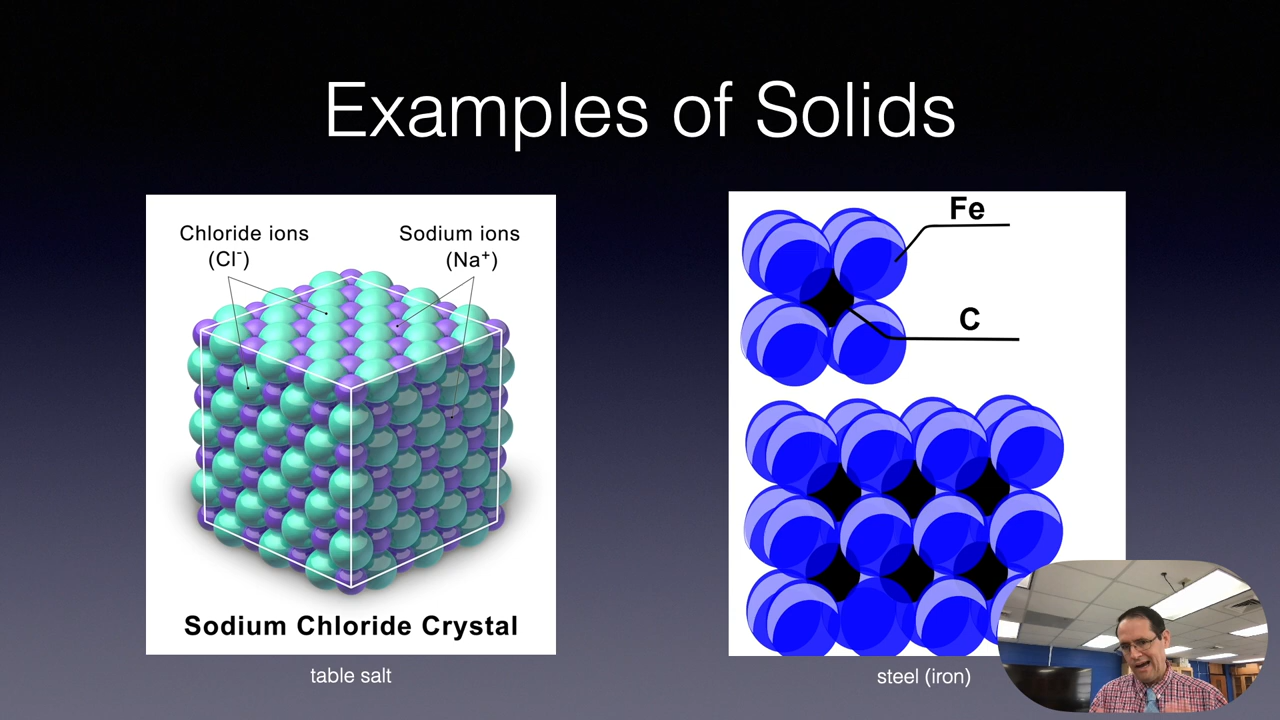 Examples of Solids
Chloride ions
(Cl⁻)
Sodium ions
(Na⁺)
Sodium Chloride Crystal
table salt
Fe
C
steel (iron)